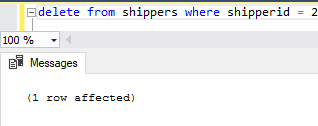 delete from shippers where shipperid = 2
100 %
Messages
(1 row affected)